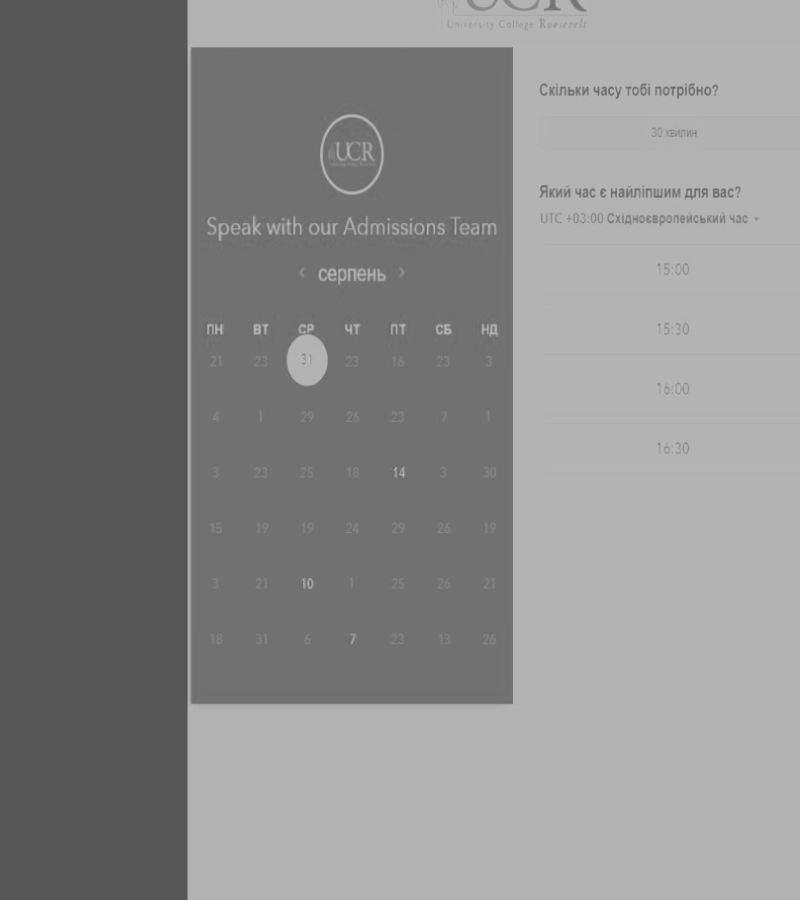 UCR
University College Roosevelt
UCR
Speak with our Admissions Team
‹ серпень ›
ПН ВТ СР ЧТ ПТ СБ НД
21 23 31 23 16 23 3
4 1 29 26 23 7 1
3 23 25 18 14 3 30
15 19 19 24 29 26 19
3 21 10 1 25 26 21
18 31 6 7 23 13 26
Скільки часу тобі потрібно?
30 хвилин
Який час є найліпшим для вас?
UTC +03:00 Східноєвропейський час
15:00
15:30
16:00
16:30